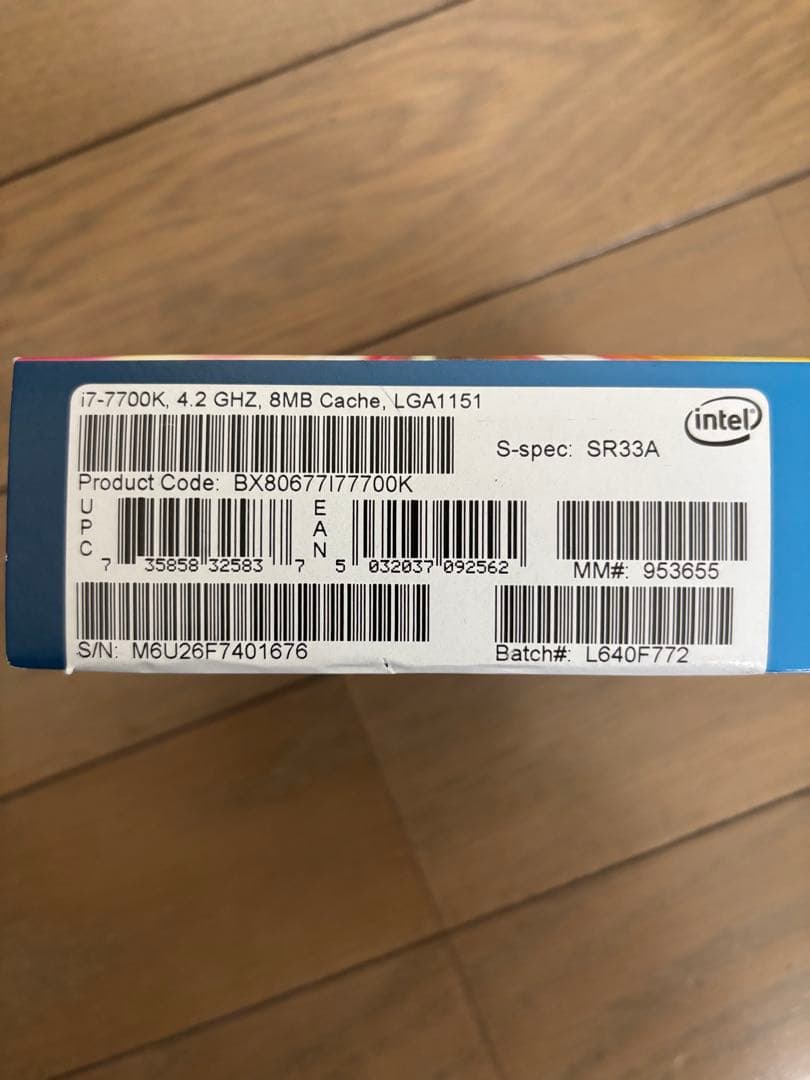 i7-7700K, 4.2 GHZ, 8MB Cache, LGA1151
intel
S-spec: SR33A
Product Code: BX80677I77700K
UPC
7 35858 32583 7
EAN
5 032037 092562
MM#: 953655
S/N: M6U26F7401676
Batch#: L640F772